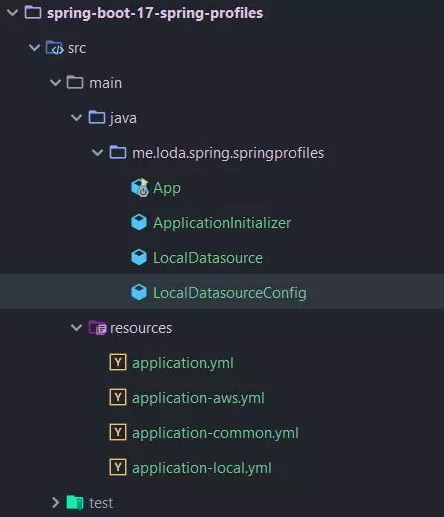 spring-boot-17-spring-profiles
src
main
java
me.loda.spring.springprofiles
App
ApplicationInitializer
LocalDatasource
LocalDatasourceConfig
resources
Y application.yml
Y application-aws.yml
Y application-common.yml
Y application-local.yml
test